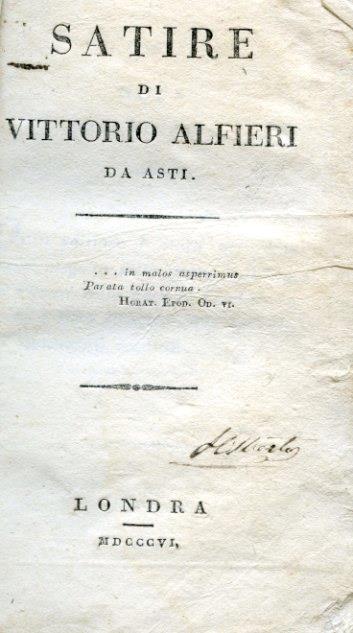 SATIRE
DI
VITTORIO ALFIERI
DA ASTI.
. . . in malos asperrimus
Parata tollo cornua.
HORAT. EPOD. OD. VI.
LONDRA
MDCCCVI,